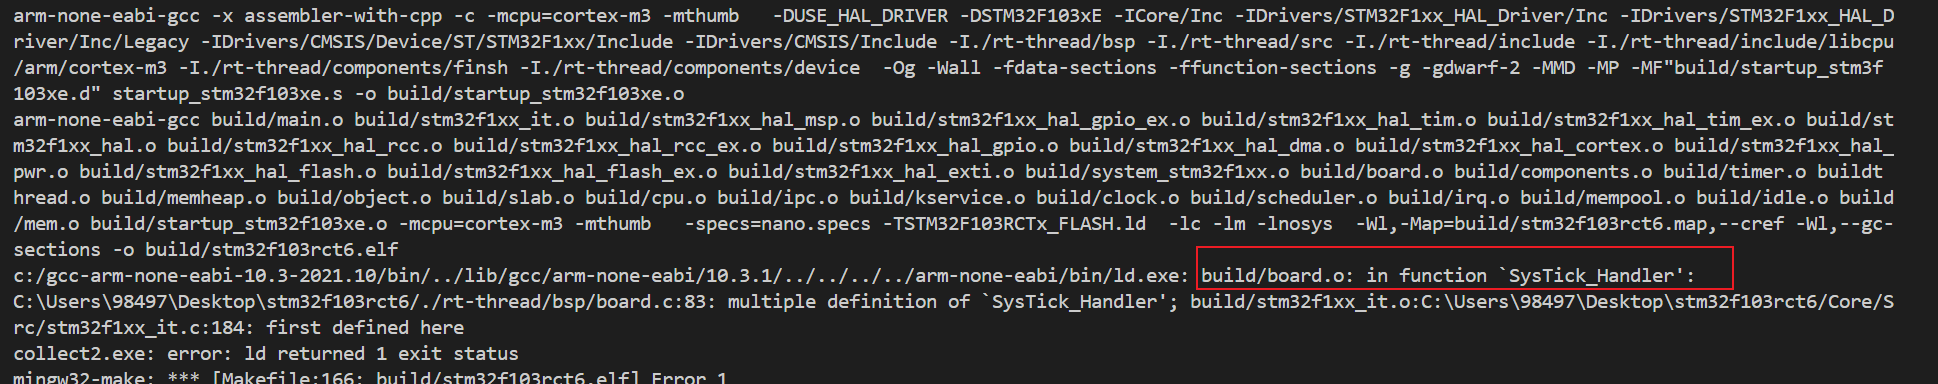 arm-none-eabi-gcc -x assembler-with-cpp -c -mcpu=cortex-m3 -mthumb   -DUSE_HAL_DRIVER -DSTM32F103xE -ICore/Inc -IDrivers/STM32F1xx_HAL_Driver/Inc -IDrivers/STM32F1xx_HAL_D
river/Inc/Legacy -IDrivers/CMSIS/Device/ST/STM32F1xx/Include -IDrivers/CMSIS/Include -I./rt-thread/bsp -I./rt-thread/src -I./rt-thread/include -I./rt-thread/include/libcpu
/arm/cortex-m3 -I./rt-thread/components/finsh -I./rt-thread/components/device  -Og -Wall -fdata-sections -ffunction-sections -g -gdwarf-2 -MMD -MP -MF"build/startup_stm3f
103xe.d" startup_stm32f103xe.s -o build/startup_stm32f103xe.o
arm-none-eabi-gcc build/main.o build/stm32f1xx_it.o build/stm32f1xx_hal_msp.o build/stm32f1xx_hal_gpio_ex.o build/stm32f1xx_hal_tim.o build/stm32f1xx_hal_tim_ex.o build/st
m32f1xx_hal.o build/stm32f1xx_hal_rcc.o build/stm32f1xx_hal_rcc_ex.o build/stm32f1xx_hal_gpio.o build/stm32f1xx_hal_dma.o build/stm32f1xx_hal_cortex.o build/stm32f1xx_hal_
pwr.o build/stm32f1xx_hal_flash.o build/stm32f1xx_hal_flash_ex.o build/stm32f1xx_hal_exti.o build/system_stm32f1xx.o build/board.o build/components.o build/timer.o buildt
hread.o build/memheap.o build/object.o build/slab.o build/cpu.o build/ipc.o build/kservice.o build/clock.o build/scheduler.o build/irq.o build/mempool.o build/idle.o build
/mem.o build/startup_stm32f103xe.o -mcpu=cortex-m3 -mthumb   -specs=nano.specs -TSTM32F103RCTx_FLASH.ld  -lc -lm -lnosys  -Wl,-Map=build/stm32f103rct6.map,--cref -Wl,--gc-
sections -o build/stm32f103rct6.elf
c:/gcc-arm-none-eabi-10.3-2021.10/bin/../lib/gcc/arm-none-eabi/10.3.1/../../../../arm-none-eabi/bin/ld.exe: build/board.o: in function `SysTick_Handler':
C:\Users\98497\Desktop\stm32f103rct6/./rt-thread/bsp/board.c:83: multiple definition of `SysTick_Handler'; build/stm32f1xx_it.o:C:\Users\98497\Desktop\stm32f103rct6/Core/S
rc/stm32f1xx_it.c:184: first defined here
collect2.exe: error: ld returned 1 exit status
mingw32-make: *** [Makefile:166: build/stm32f103rct6.elf] Error 1